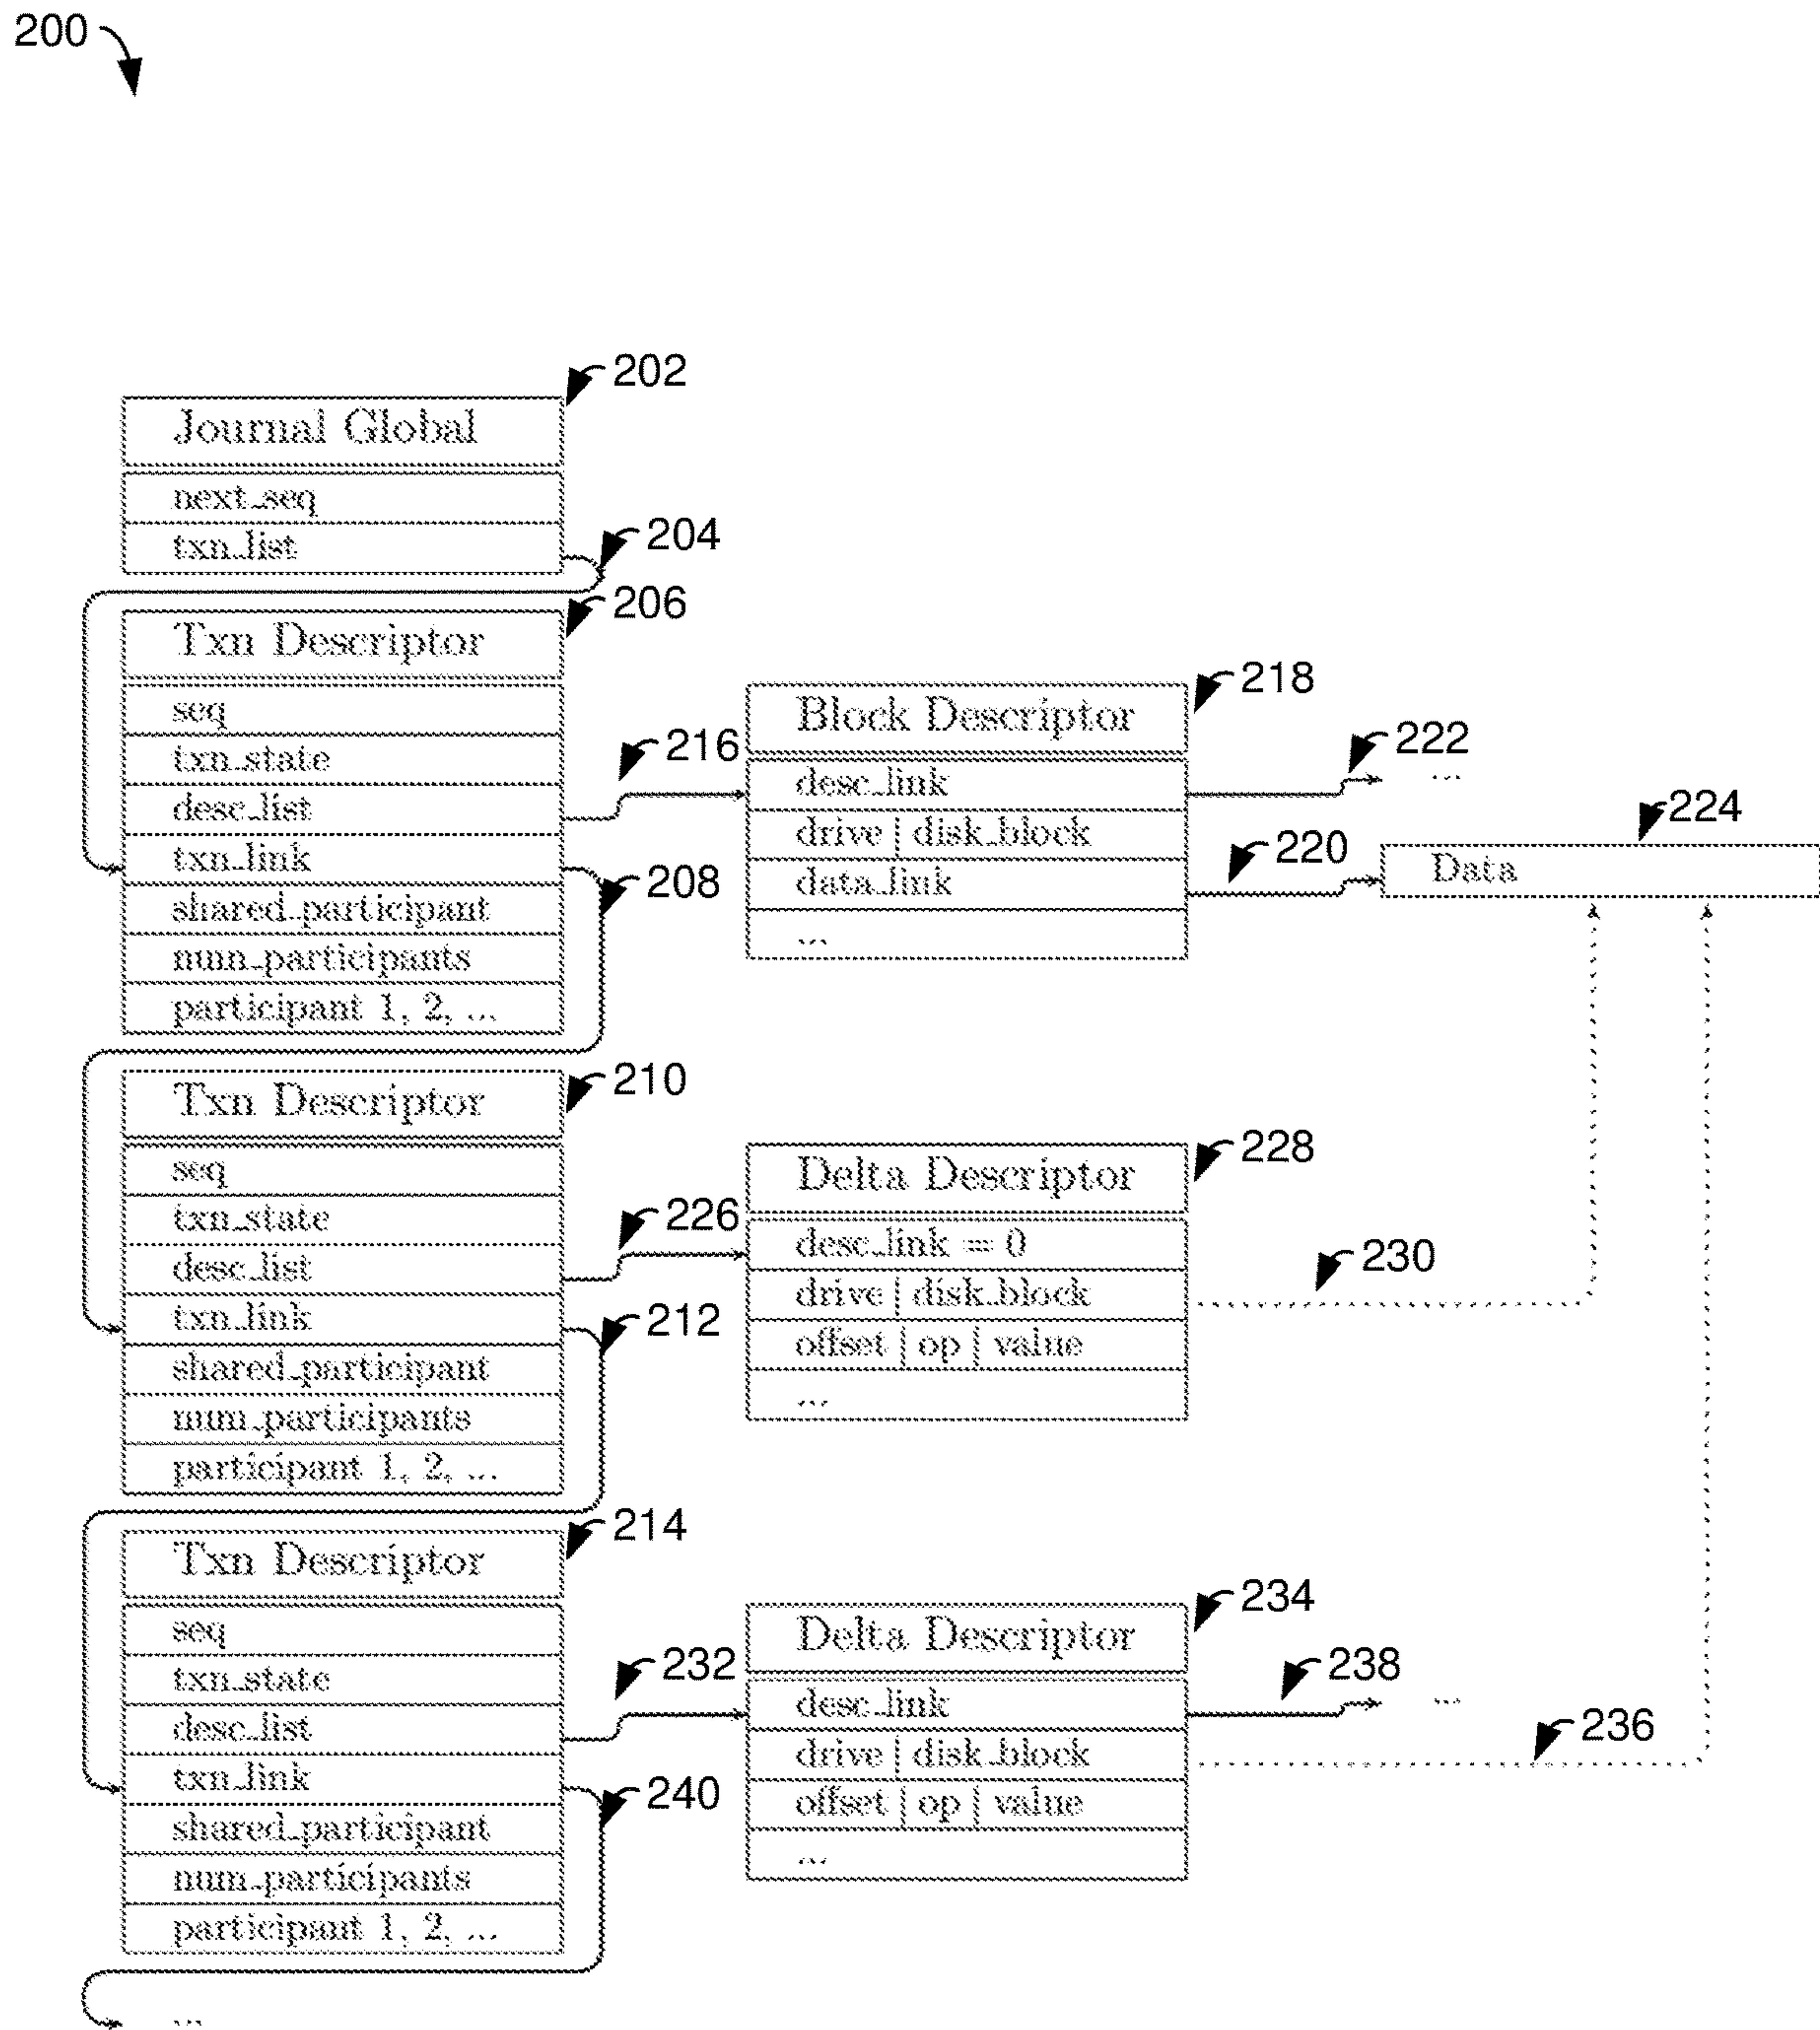 200
202
Journal Global
next_seq
txn_list
204
206
Txn Descriptor
seq
txn_state
desc_list
txn_link
shared_participant
num_participants
participant 1, 2, ...
208
216
218
Block Descriptor
desc_link
drive | disk_block
data_link
...
222
...
220
224
Data
210
Txn Descriptor
seq
txn_state
desc_list
txn_link
shared_participant
num_participants
participant 1, 2, ...
212
226
228
Delta Descriptor
desc_link = 0
drive | disk_block
offset | op | value
...
230
214
Txn Descriptor
seq
txn_state
desc_list
txn_link
shared_participant
num_participants
participant 1, 2, ...
240
...
232
234
Delta Descriptor
desc_link
drive | disk_block
offset | op | value
...
238
...
236